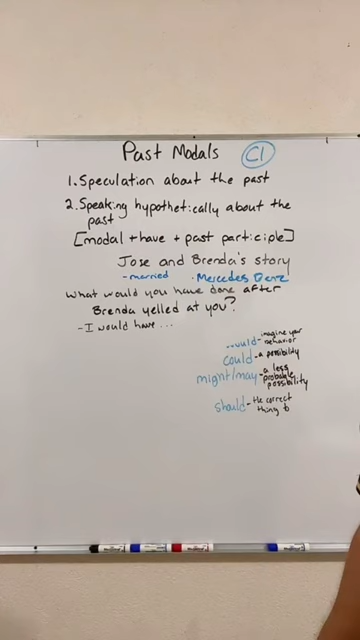 Past Modals C1
1. Speculation about the past
2. Speaking hypothetically about the
past
[modal + have + past participle]
Jose and Brenda's story
- married . Mercedes Benz
What would you have done after
Brenda yelled at you?
- I would have ...
would - imagine your
behavior
could - a possibility
might/may - a less
probable
possibility
should - the correct
thing to